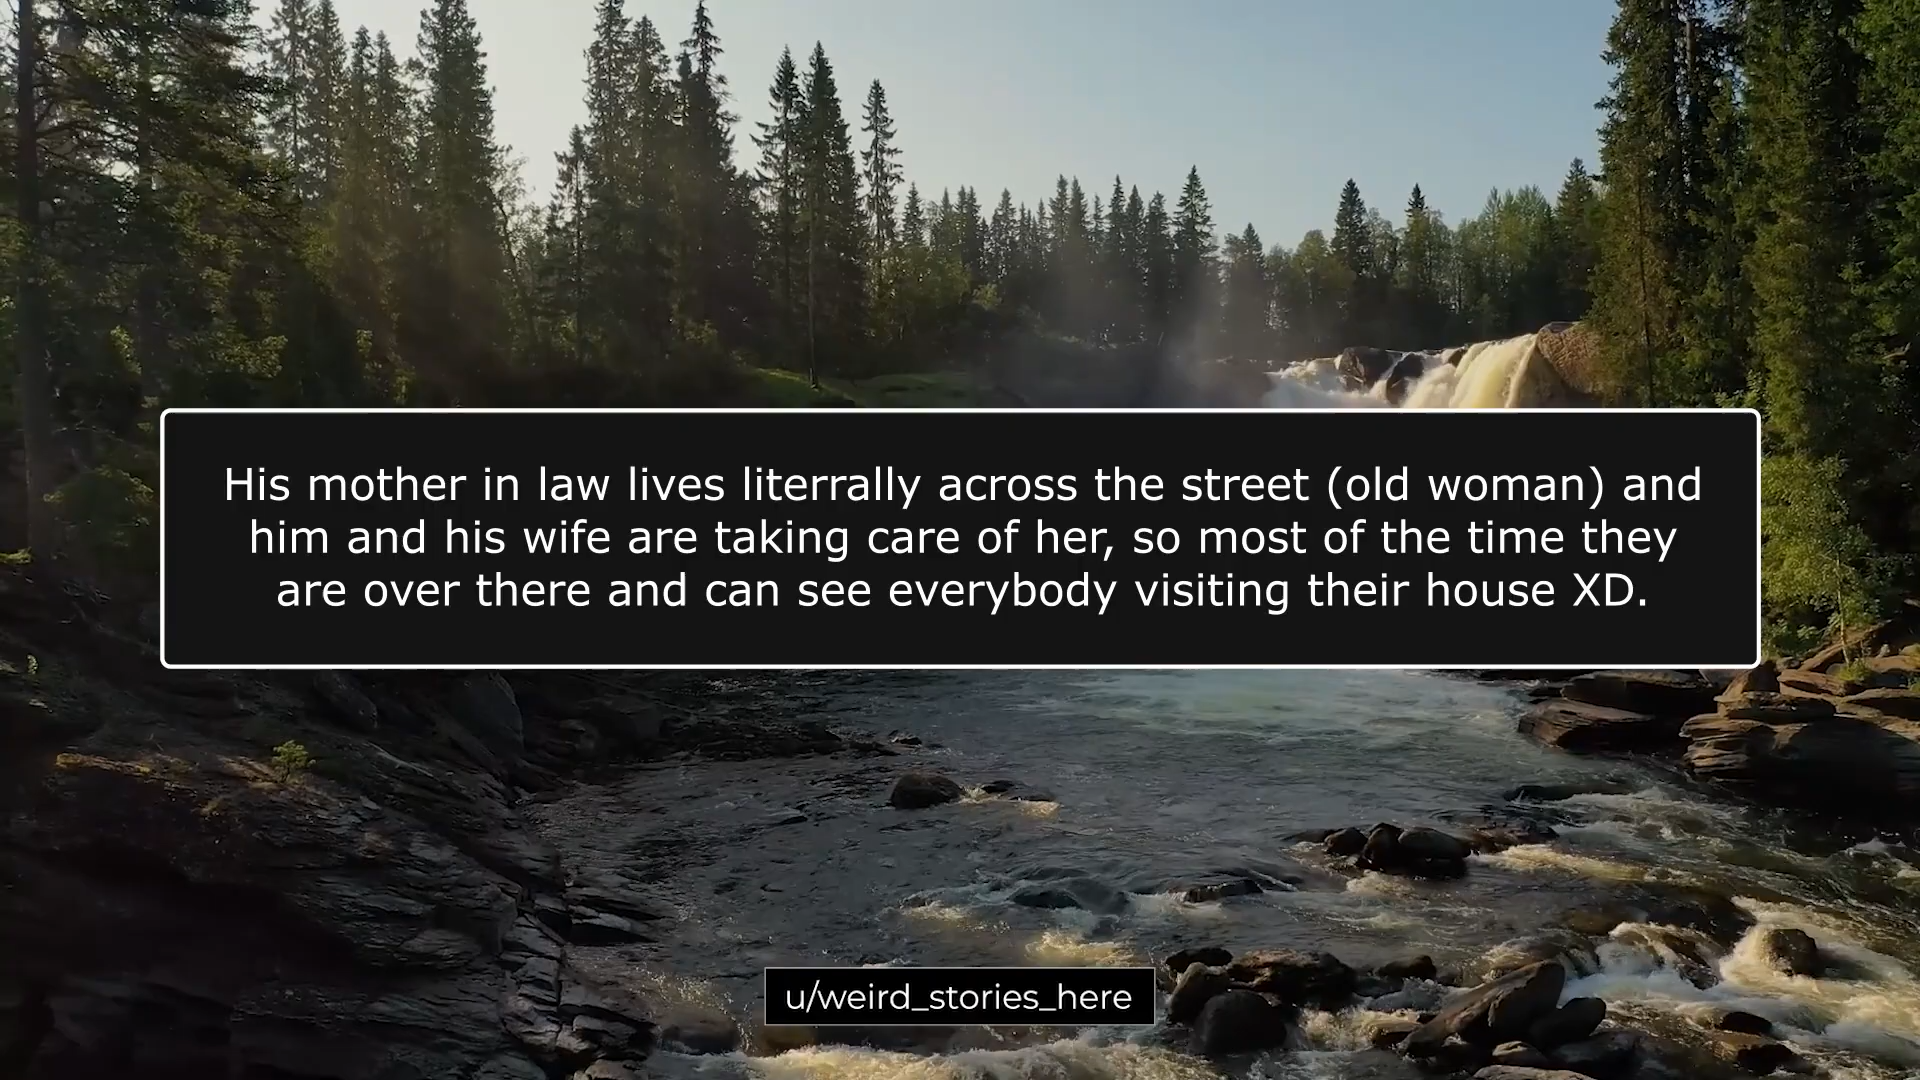 His mother in law lives literrally across the street (old woman) and
him and his wife are taking care of her, so most of the time they
are over there and can see everybody visiting their house XD.
u/weird_stories_here